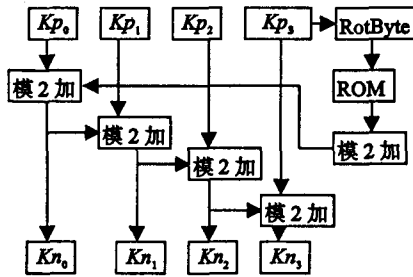 Kp₀ Kp₁ Kp₂ Kp₃ RotByte
模2加 ROM
模2加 模2加
模2加
模2加
Kn₀ Kn₁ Kn₂ Kn₃